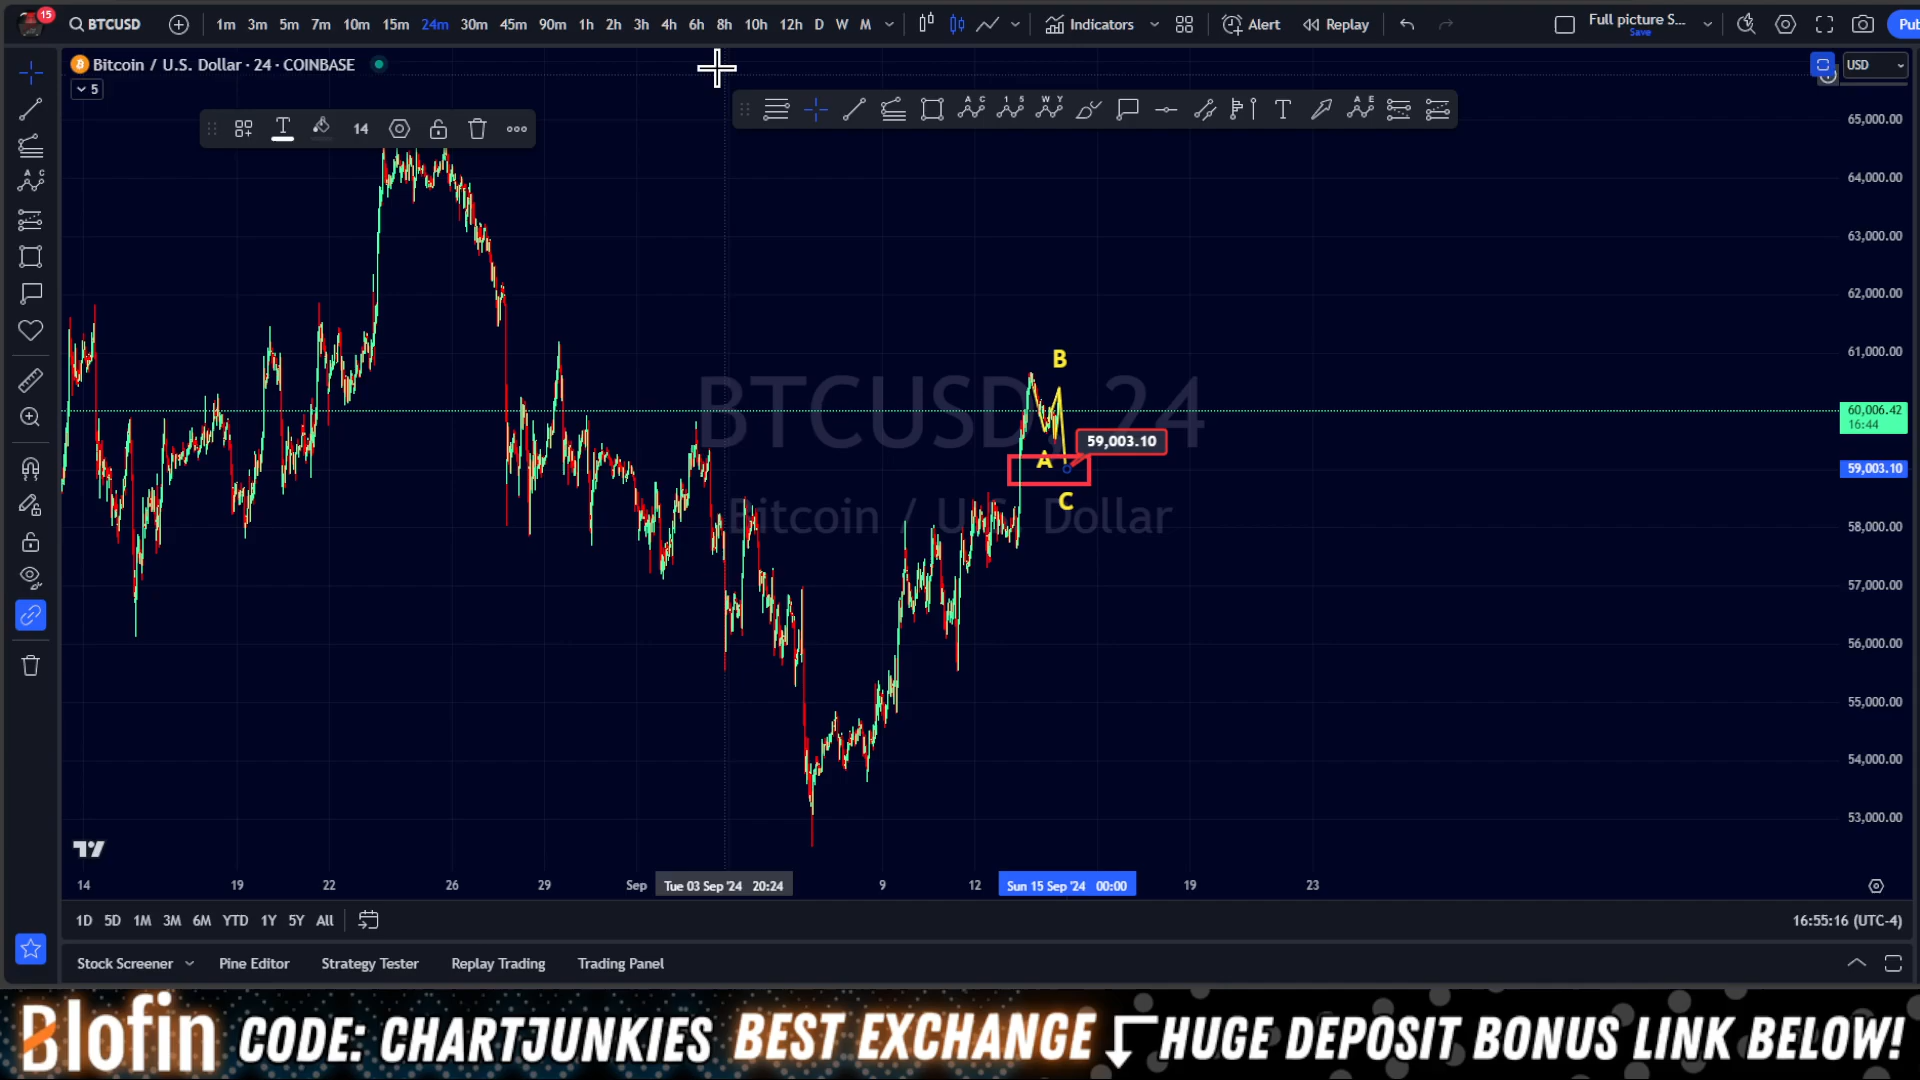 15
BTCUSD
1m 3m 5m 7m 10m 15m 24m 30m 45m 90m 1h 2h 3h 4h 6h 8h 10h 12h D W M
Indicators
Alert
Replay
Full picture S...
Save
Pub
Bitcoin / U.S. Dollar · 24 · COINBASE
USD
5
14
65,000.00
64,000.00
63,000.00
62,000.00
61,000.00
60,006.42
16:44
59,003.10
58,000.00
57,000.00
56,000.00
55,000.00
54,000.00
53,000.00
BTCUSD, 24
Bitcoin / U.S. Dollar
B
59,003.10
A
C
14 19 22 26 29 Sep Tue 03 Sep '24 20:24 9 12 Sun 15 Sep '24 00:00 19 23
1D 5D 1M 3M 6M YTD 1Y 5Y All
16:55:16 (UTC-4)
Stock Screener Pine Editor Strategy Tester Replay Trading Trading Panel
Blofin CODE: CHARTJUNKIES BEST EXCHANGE HUGE DEPOSIT BONUS LINK BELOW!